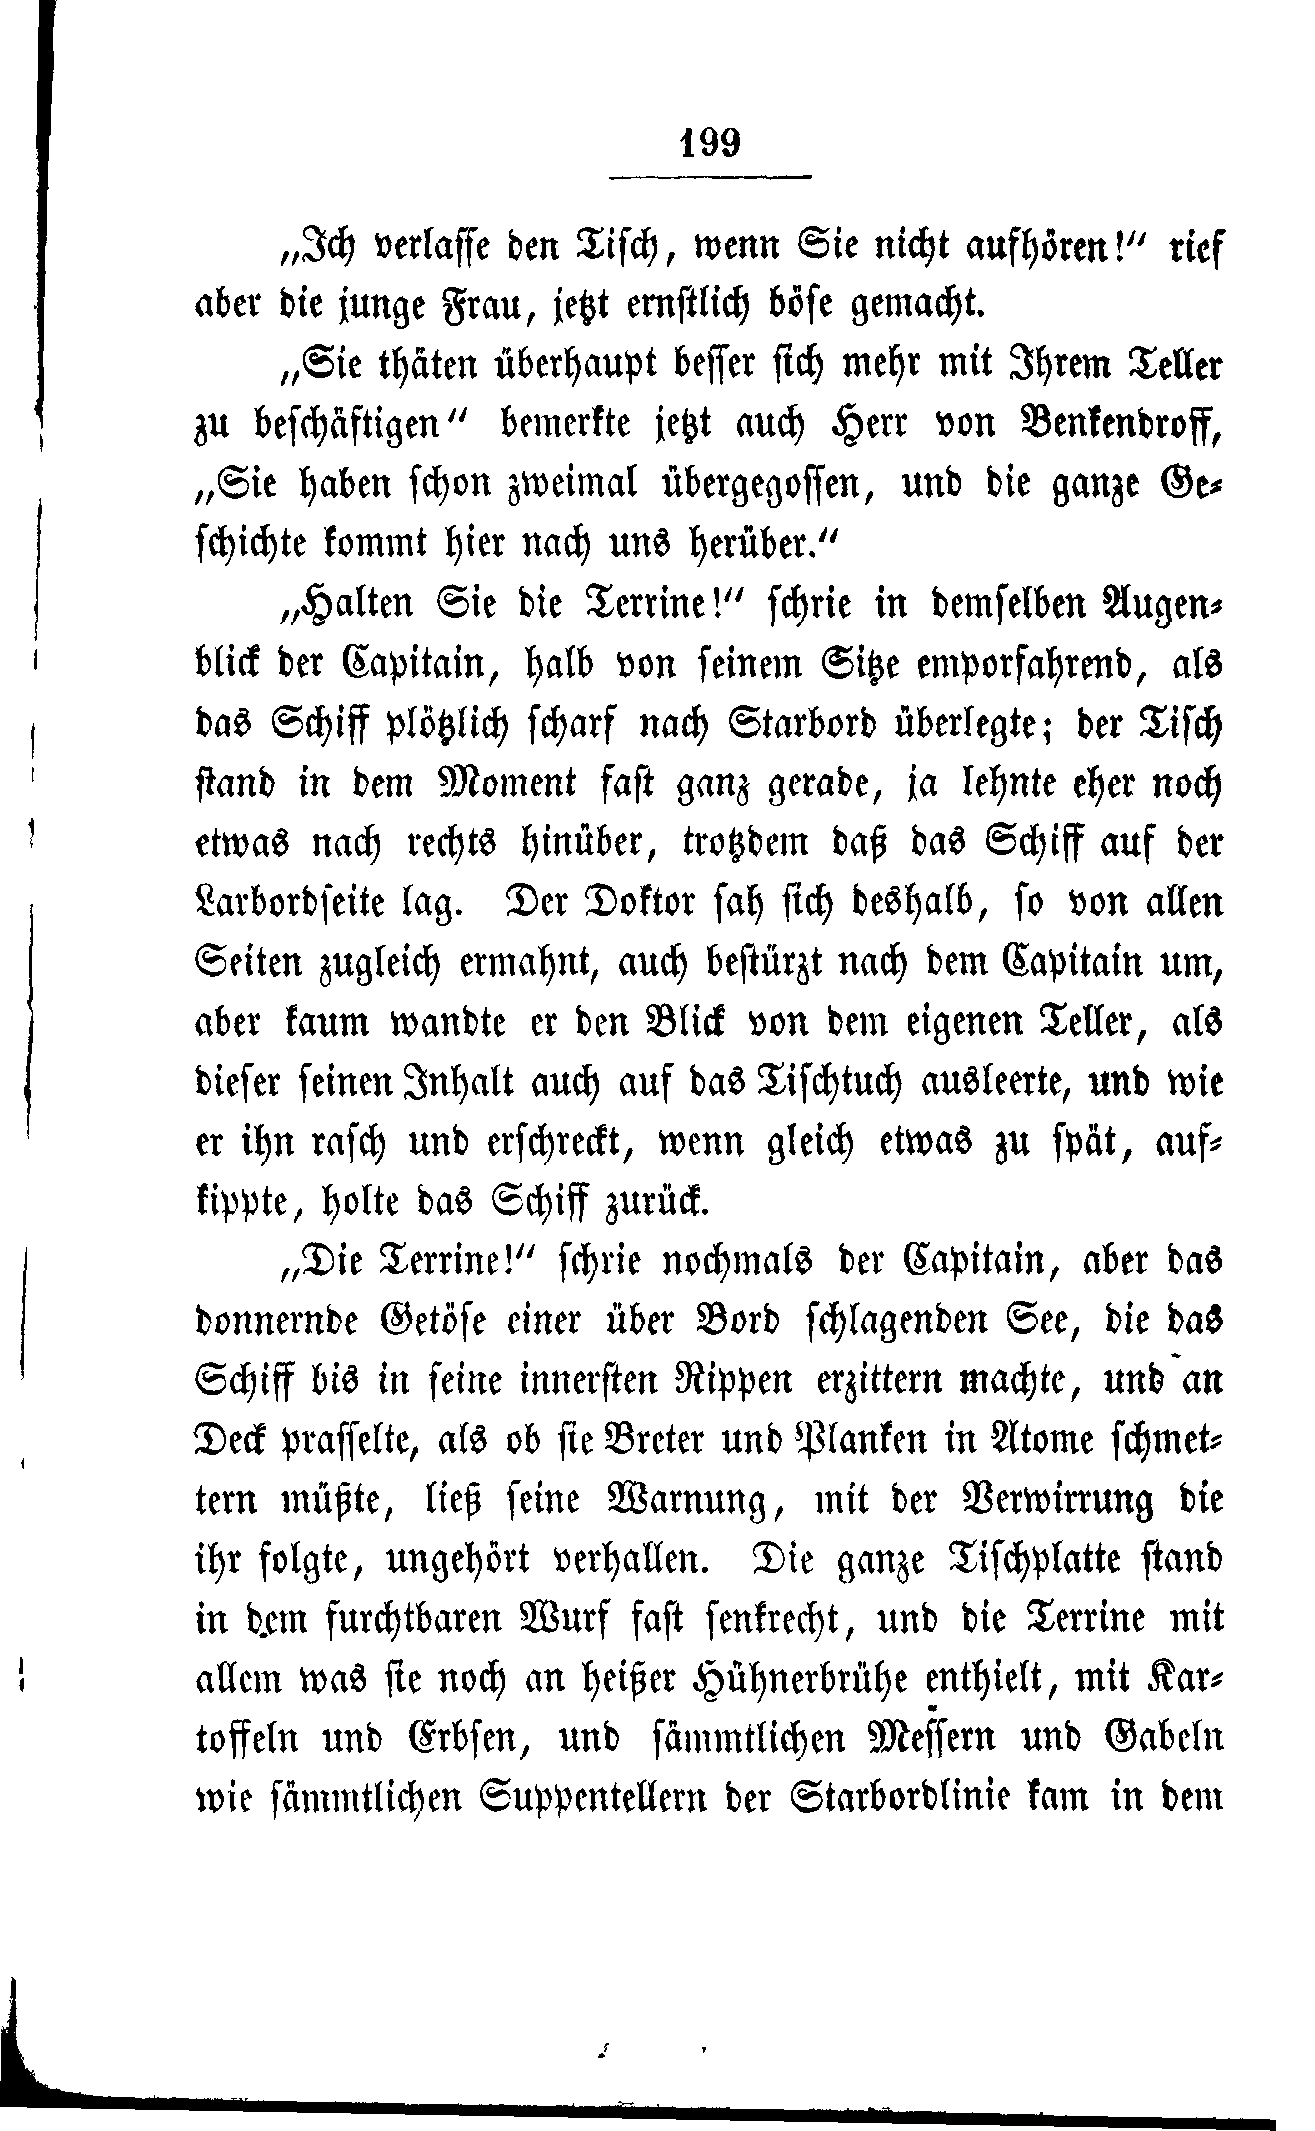 199
„Ich verlasse den Tisch, wenn Sie nicht aufhören!“ rief
aber die junge Frau, jetzt ernstlich böse gemacht.
„Sie thäten überhaupt besser sich mehr mit Ihrem Teller
zu beschäftigen“ bemerkte jetzt auch Herr von Benkendroff,
„Sie haben schon zweimal übergegossen, und die ganze Ge-
schichte kommt hier nach uns herüber.“
„Halten Sie die Terrine!“ schrie in demselben Augen-
blick der Capitain, halb von seinem Sitze emporfahrend, als
das Schiff plötzlich scharf nach Starbord überlegte; der Tisch
stand in dem Moment fast ganz gerade, ja lehnte eher noch
etwas nach rechts hinüber, trotzdem daß das Schiff auf der
Larbordseite lag. Der Doktor sah sich deshalb, so von allen
Seiten zugleich ermahnt, auch bestürzt nach dem Capitain um,
aber kaum wandte er den Blick von dem eigenen Teller, als
dieser seinen Inhalt auch auf das Tischtuch ausleerte, und wie
er ihn rasch und erschreckt, wenn gleich etwas zu spät, auf-
kippte, holte das Schiff zurück.
„Die Terrine!“ schrie nochmals der Capitain, aber das
donnernde Getöse einer über Bord schlagenden See, die das
Schiff bis in seine innersten Rippen erzittern machte, und an
Deck prasselte, als ob sie Breter und Planken in Atome schmet-
tern müßte, ließ seine Warnung, mit der Verwirrung die
ihr folgte, ungehört verhallen. Die ganze Tischplatte stand
in dem furchtbaren Wurf fast senkrecht, und die Terrine mit
allem was sie noch an heißer Hühnerbrühe enthielt, mit Kar-
toffeln und Erbsen, und sämmtlichen Messern und Gabeln
wie sämmtlichen Suppentellern der Starbordlinie kam in dem